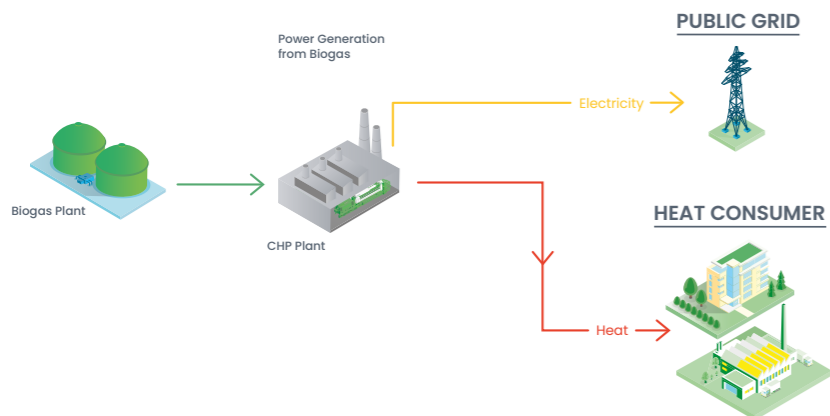 PUBLIC GRID
Power Generation
from Biogas
Electricity
Biogas Plant
HEAT CONSUMER
CHP Plant
Heat